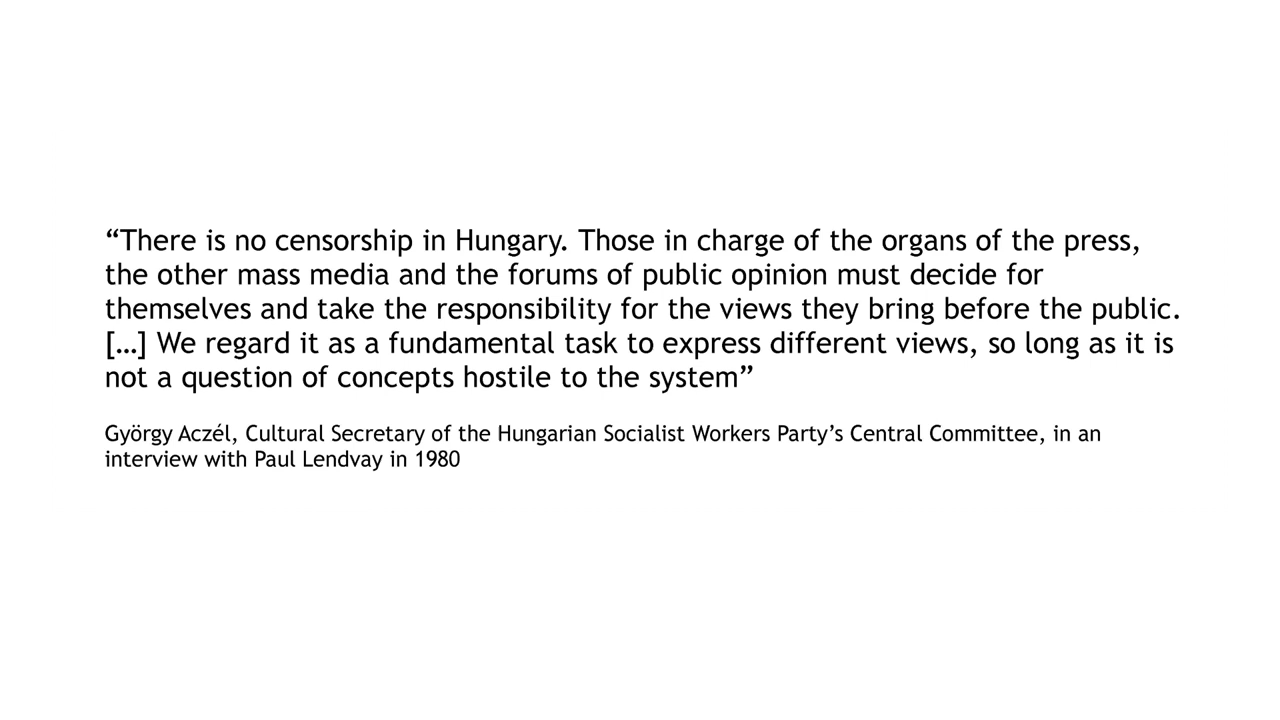 “There is no censorship in Hungary. Those in charge of the organs of the press,
the other mass media and the forums of public opinion must decide for
themselves and take the responsibility for the views they bring before the public.
[…] We regard it as a fundamental task to express different views, so long as it is
not a question of concepts hostile to the system”
György Aczél, Cultural Secretary of the Hungarian Socialist Workers Party’s Central Committee, in an
interview with Paul Lendvay in 1980